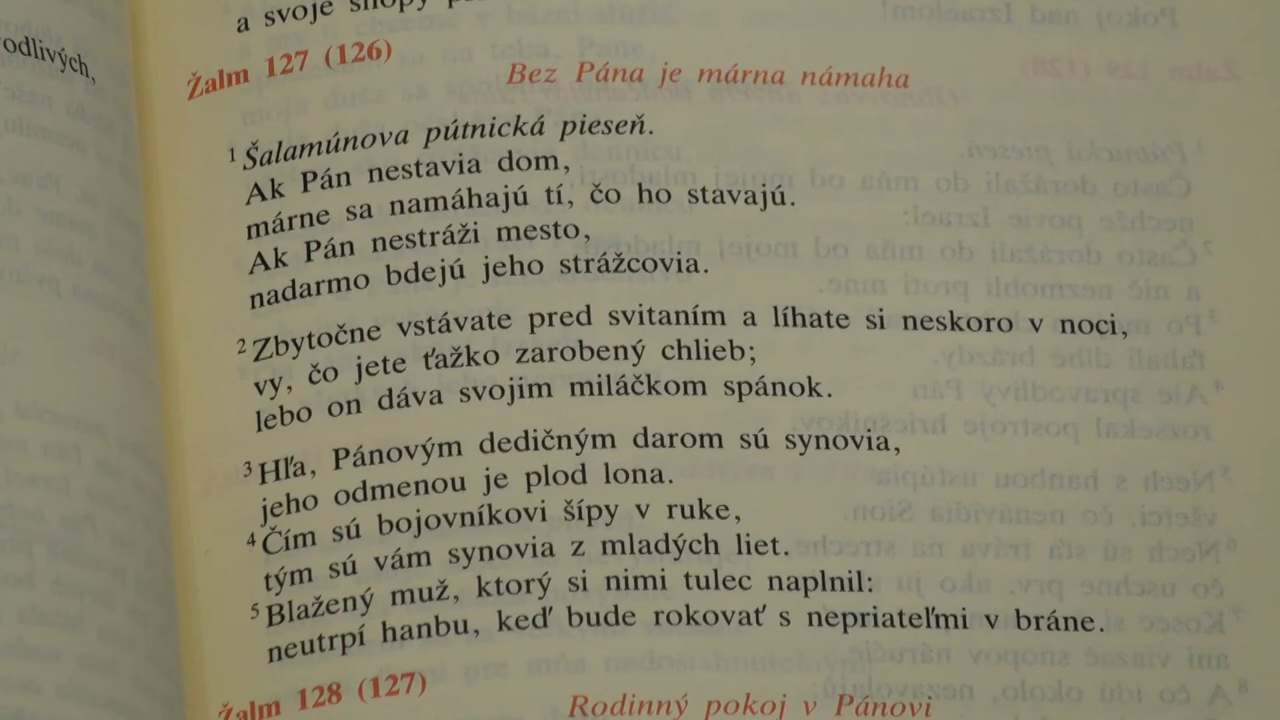 a svoje snopy
odlivých,
Žalm 127 (126)
Bez Pána je márna námaha
1 Šalamúnova pútnická pieseň.
Ak Pán nestavia dom,
márne sa namáhajú tí, čo ho stavajú.
Ak Pán nestráži mesto,
nadarmo bdejú jeho strážcovia.
2 Zbytočne vstávate pred svitaním a líhate si neskoro v noci,
vy, čo jete ťažko zarobený chlieb;
lebo on dáva svojim miláčkom spánok.
3 Hľa, Pánovým dedičným darom sú synovia,
jeho odmenou je plod lona.
4 Čím sú bojovníkovi šípy v ruke,
tým sú vám synovia z mladých liet.
5 Blažený muž, ktorý si nimi tulec naplnil:
neutrpí hanbu, keď bude rokovať s nepriateľmi v bráne.
Žalm 128 (127)
Rodinný pokoj v Pánovi